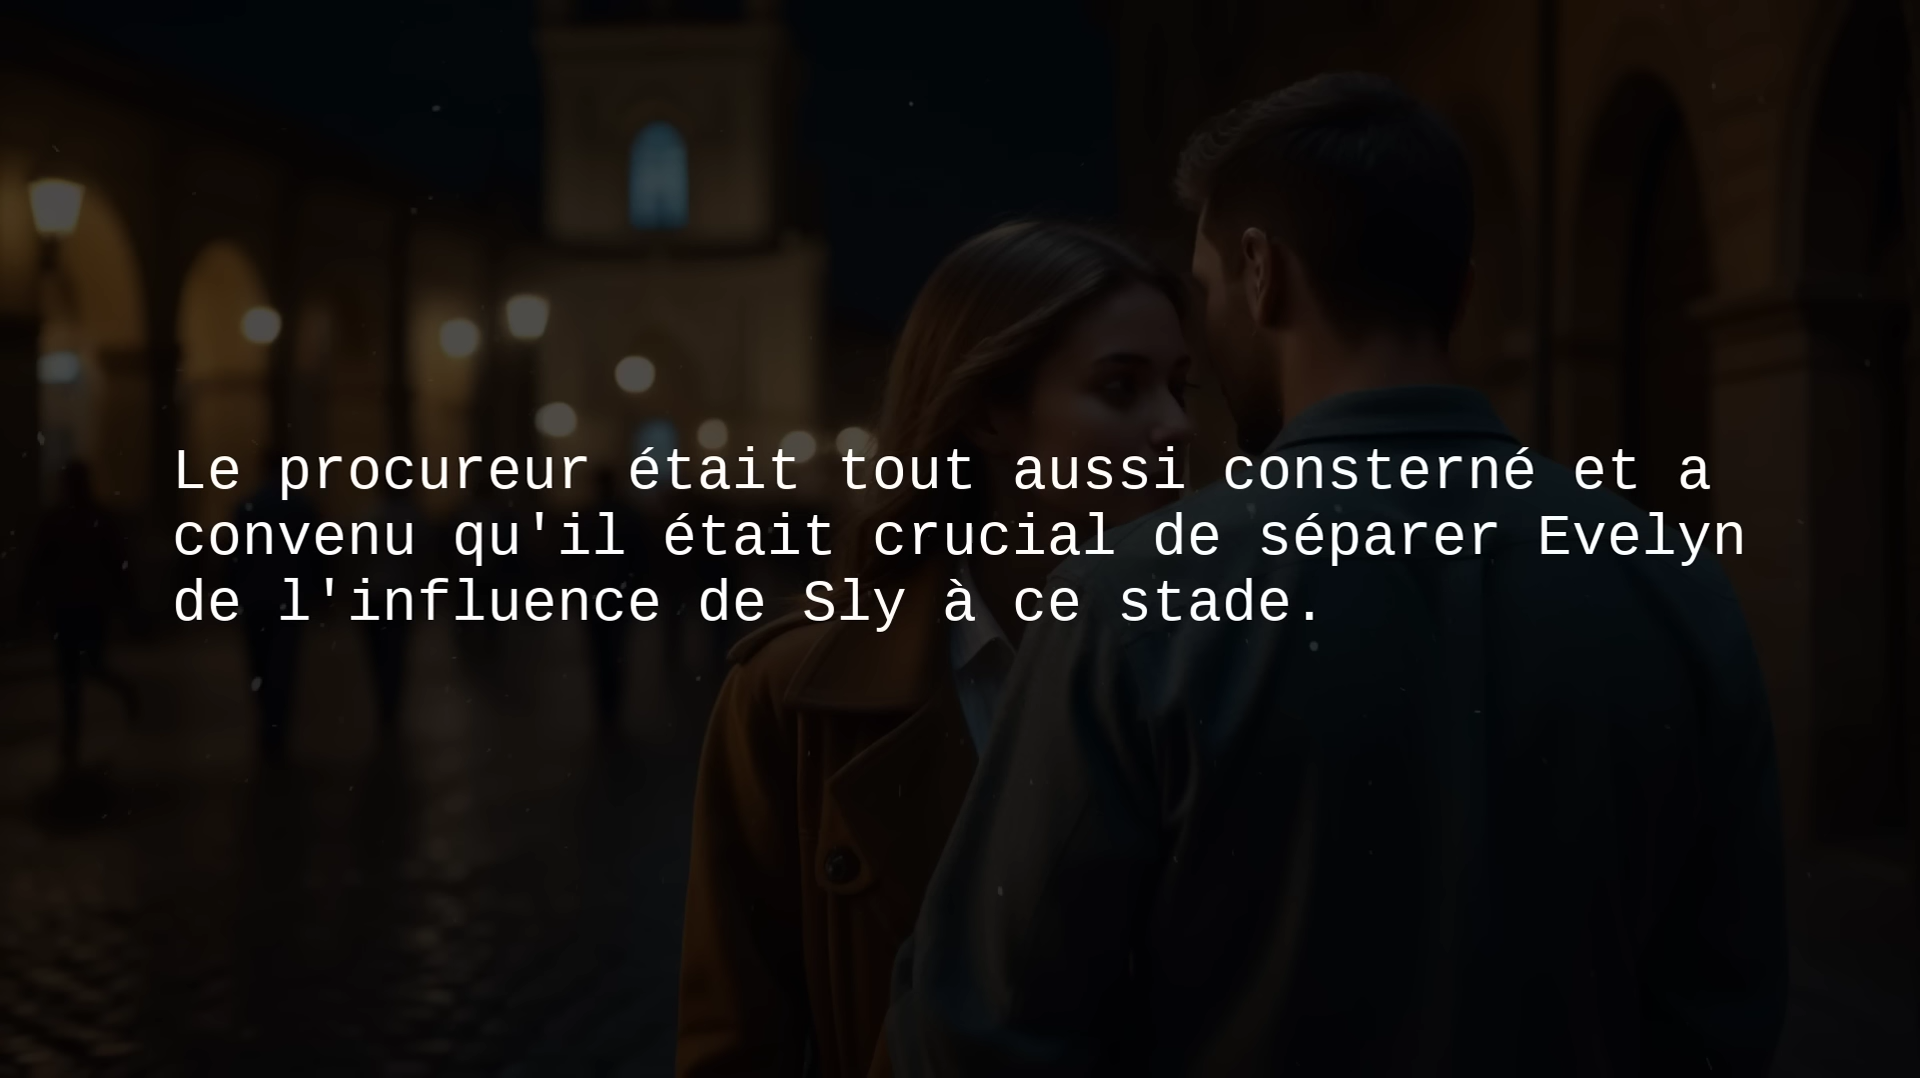 Le procureur était tout aussi consterné et a
convenu qu'il était crucial de séparer Evelyn
de l'influence de Sly à ce stade.